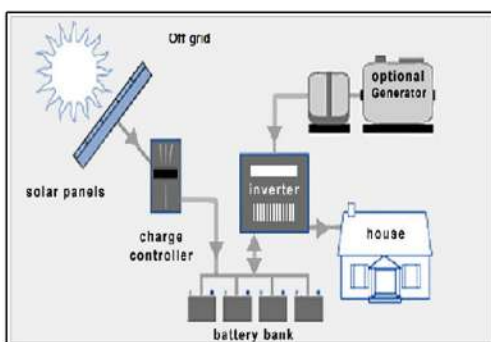 Off grid
optional
Generator
solar panels
inverter
charge
controller
house
battery bank